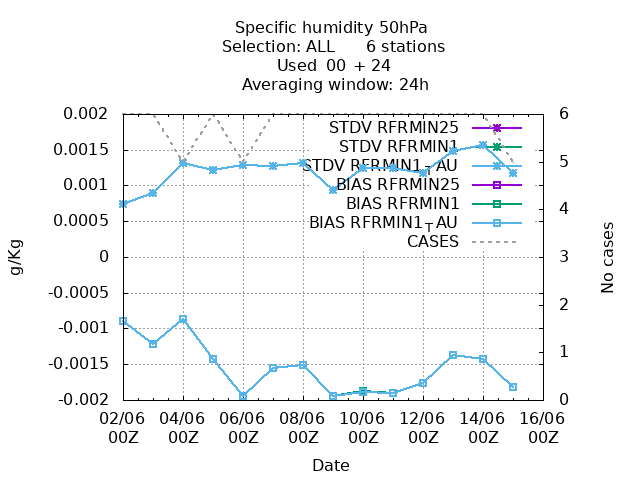 Specific humidity 50hPa
Selection: ALL 6 stations
Used 00 + 24
Averaging window: 24h
0.002
0.0015
0.001
0.0005
0
-0.0005
-0.001
-0.0015
-0.002
g/Kg
STDV RFRMIN25
STDV RFRMIN1
STDV RFRMIN1_TAU
BIAS RFRMIN25
BIAS RFRMIN1
BIAS RFRMIN1_TAU
CASES
6
5
4
3
2
1
0
No cases
02/06 04/06 06/06 08/06 10/06 12/06 14/06 16/06
00Z 00Z 00Z 00Z 00Z 00Z 00Z 00Z
Date